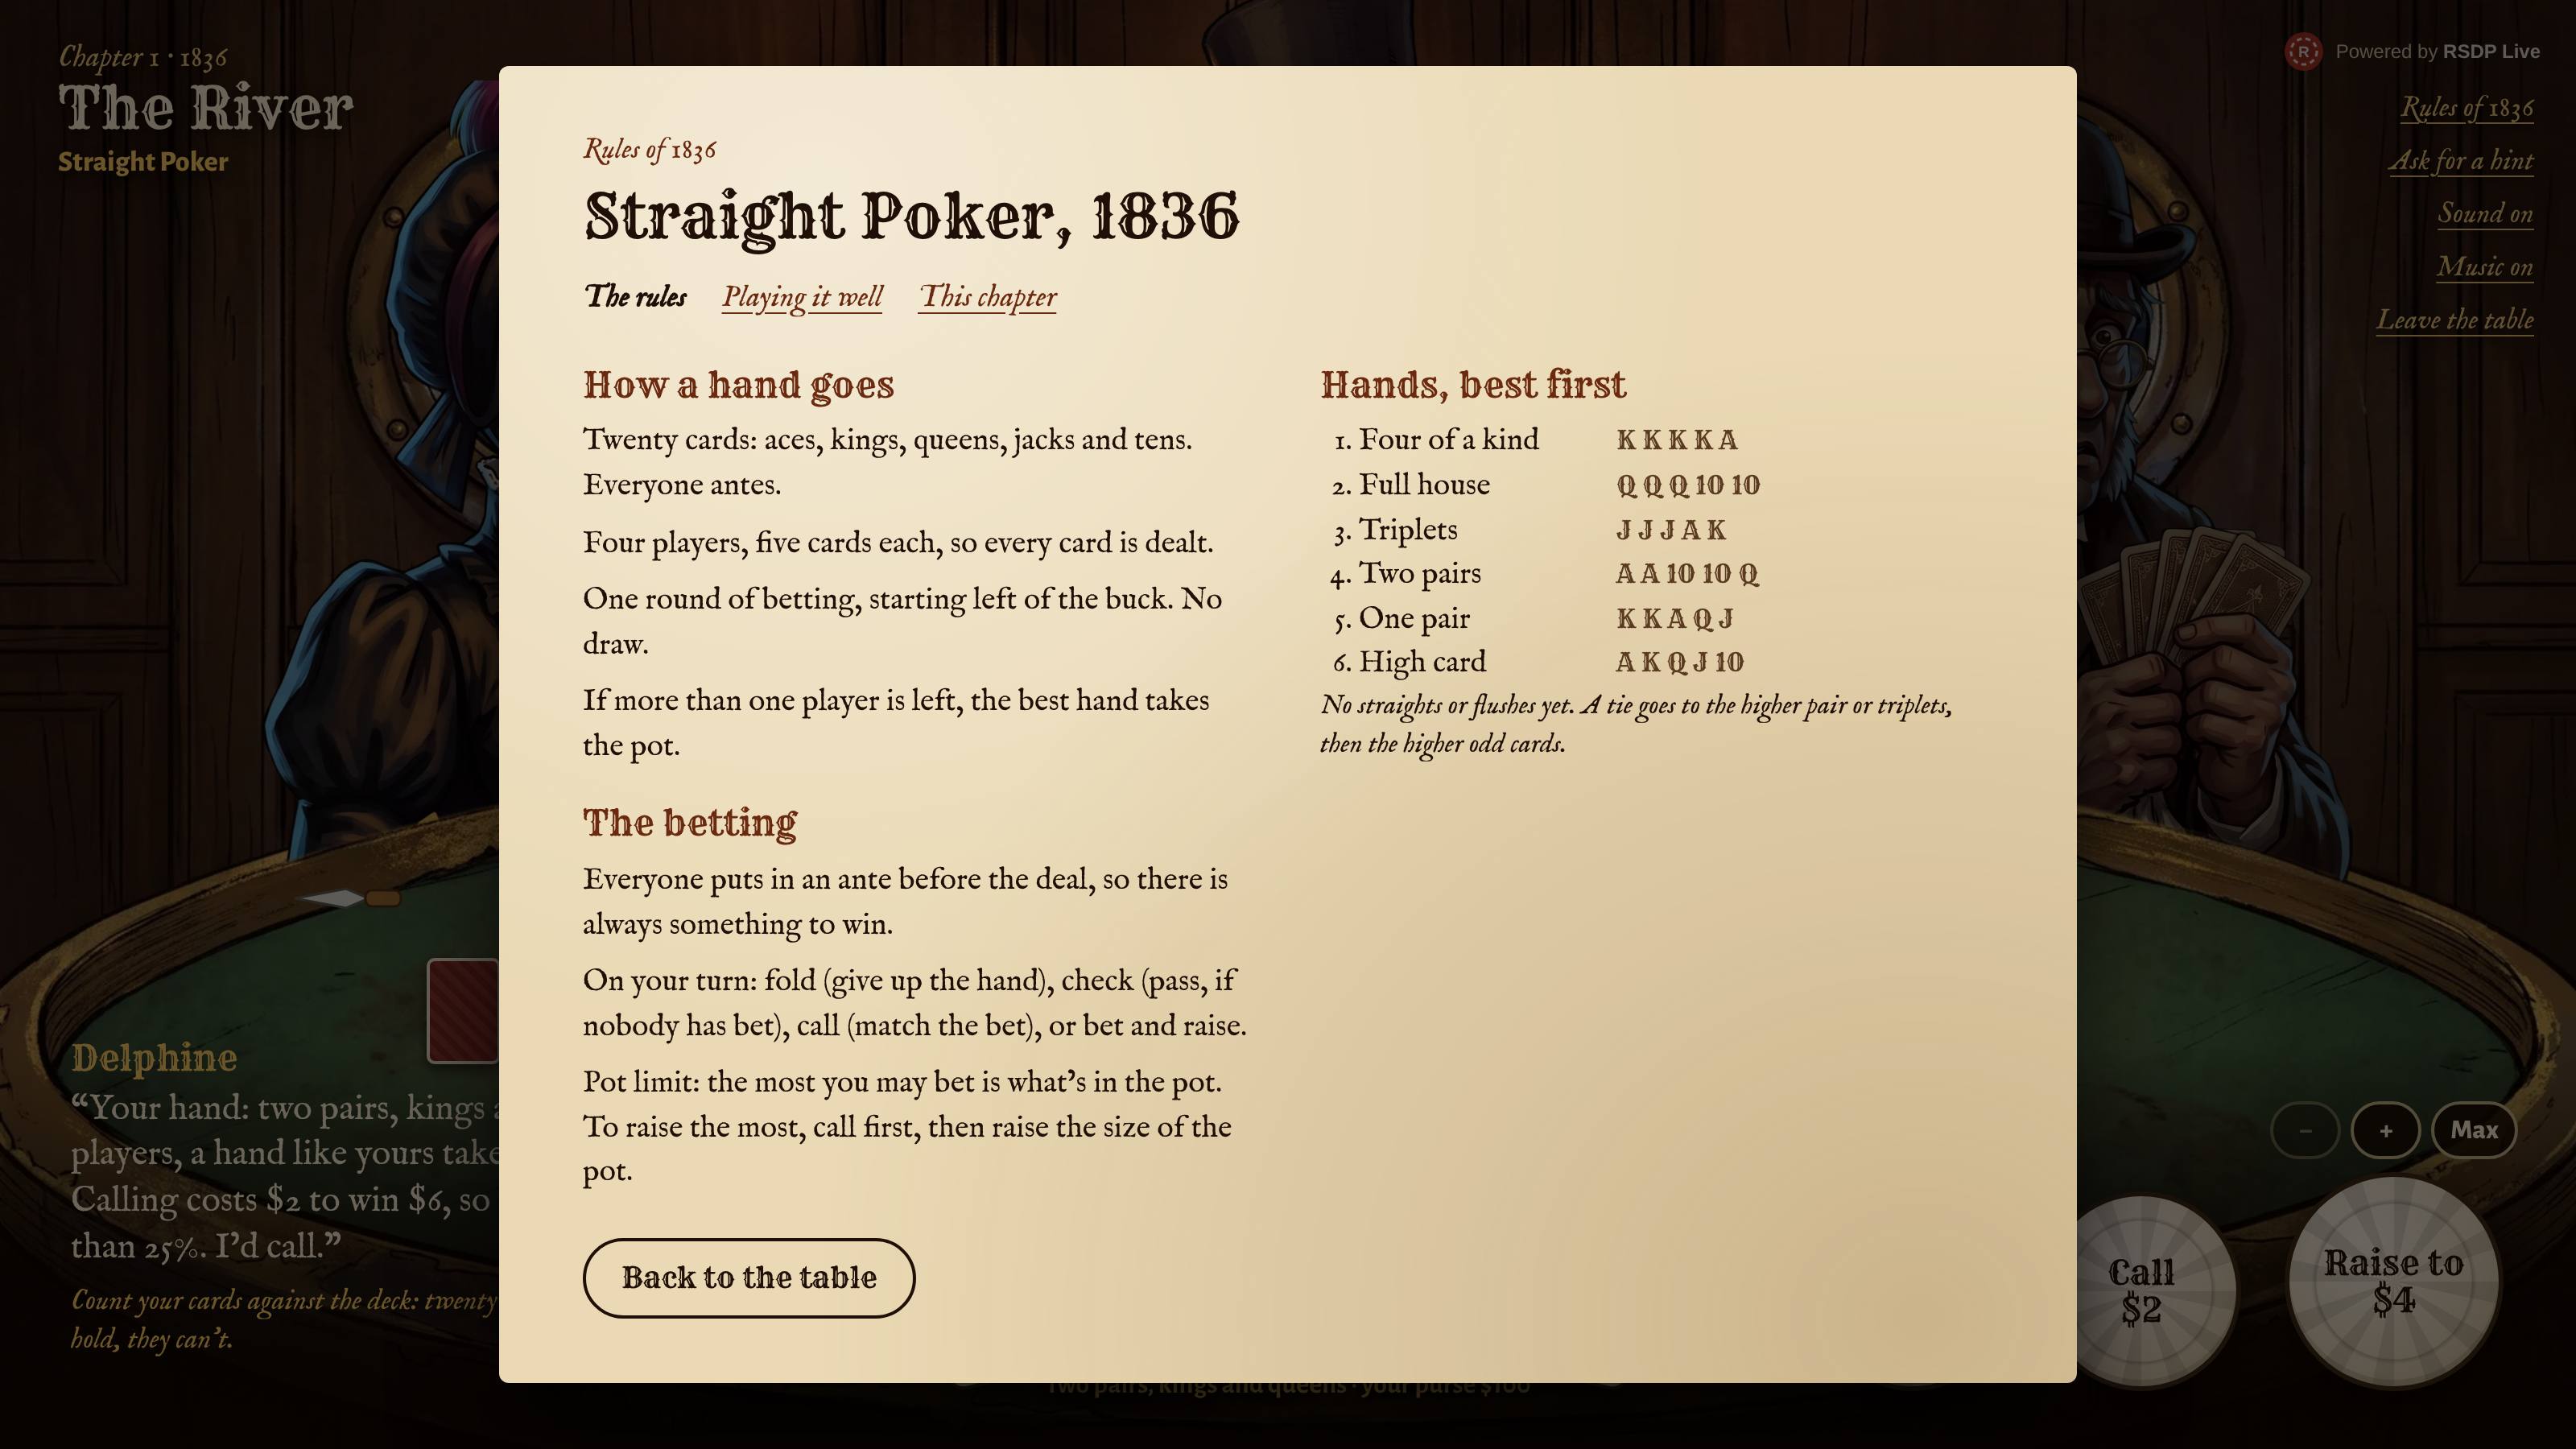 Chapter 1 · 1836
The River
Straight Poker
R Powered by RSDP Live
Rules of 1836
Ask for a hint
Sound on
Music on
Leave the table
Rules of 1836
Straight Poker, 1836
The rules Playing it well This chapter
How a hand goes
Twenty cards: aces, kings, queens, jacks and tens.
Everyone antes.
Four players, five cards each, so every card is dealt.
One round of betting, starting left of the buck. No
draw.
If more than one player is left, the best hand takes
the pot.
The betting
Everyone puts in an ante before the deal, so there is
always something to win.
On your turn: fold (give up the hand), check (pass, if
nobody has bet), call (match the bet), or bet and raise.
Pot limit: the most you may bet is what’s in the pot.
To raise the most, call first, then raise the size of the
pot.
Hands, best first
1. Four of a kind K K K K A
2. Full house Q Q Q 10 10
3. Triplets J J J A K
4. Two pairs A A 10 10 Q
5. One pair K K A Q J
6. High card A K Q J 10
No straights or flushes yet. A tie goes to the higher pair or triplets,
then the higher odd cards.
Back to the table
Delphine
“Your hand: two pairs, kings
players, a hand like yours take
Calling costs $2 to win $6, so
than 25%. I’d call.”
Count your cards against the deck: twenty
hold, they can’t.
− + Max
Call
$2
Raise to
$4
Two pairs, kings and queens · your purse $100